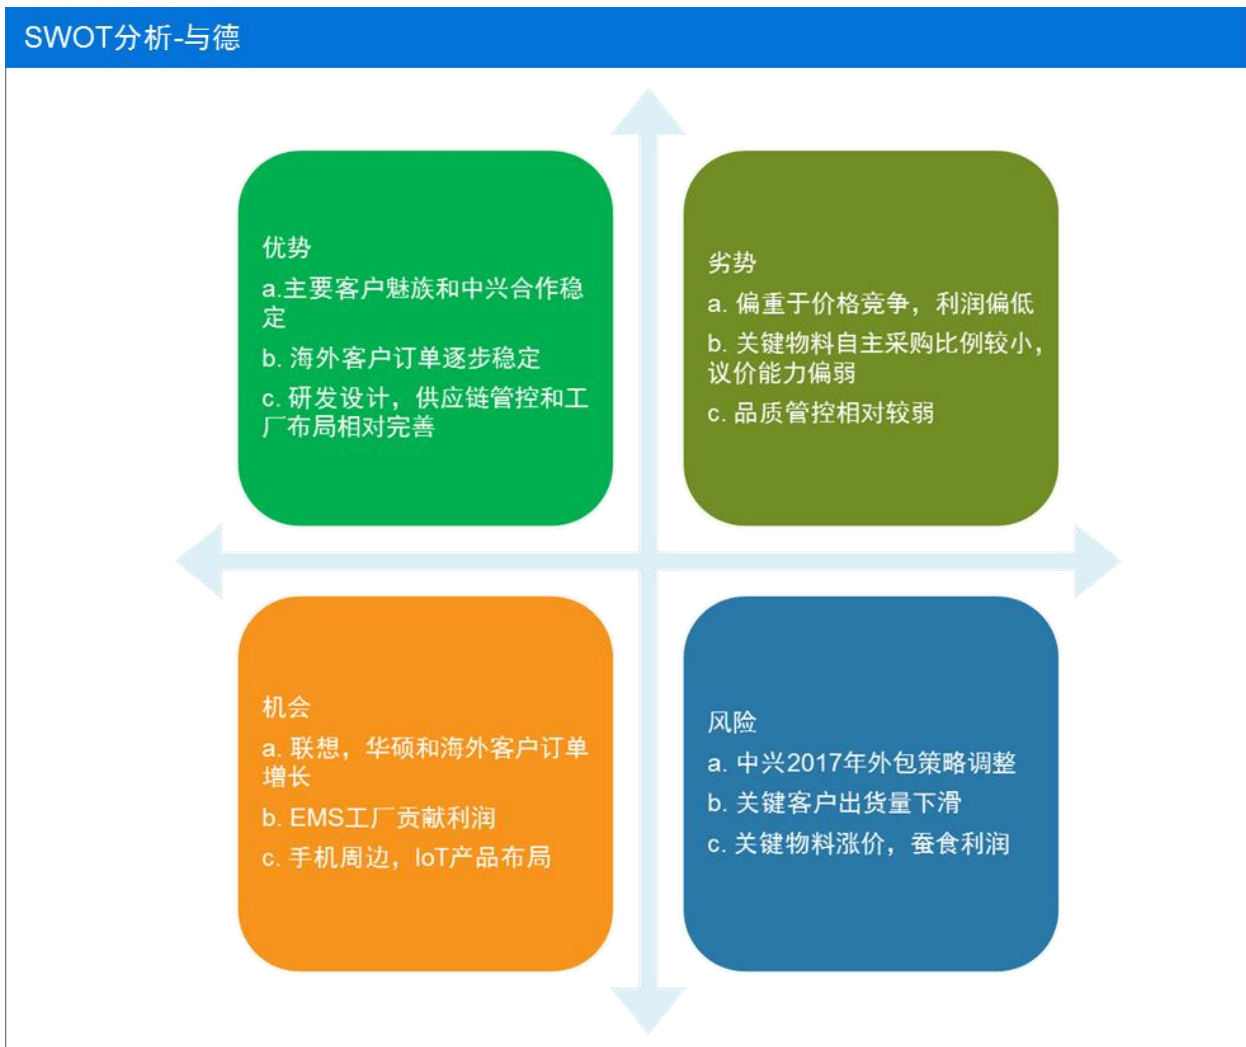 SWOT分析-与德
优势
a.主要客户魅族和中兴合作稳
定
b. 海外客户订单逐步稳定
c. 研发设计，供应链管控和工
厂布局相对完善
劣势
a. 偏重于价格竞争，利润偏低
b. 关键物料自主采购比例较小，
议价能力偏弱
c. 品质管控相对较弱
机会
a. 联想，华硕和海外客户订单
增长
b. EMS工厂贡献利润
c. 手机周边，IoT产品布局
风险
a. 中兴2017年外包策略调整
b. 关键客户出货量下滑
c. 关键物料涨价，蚕食利润